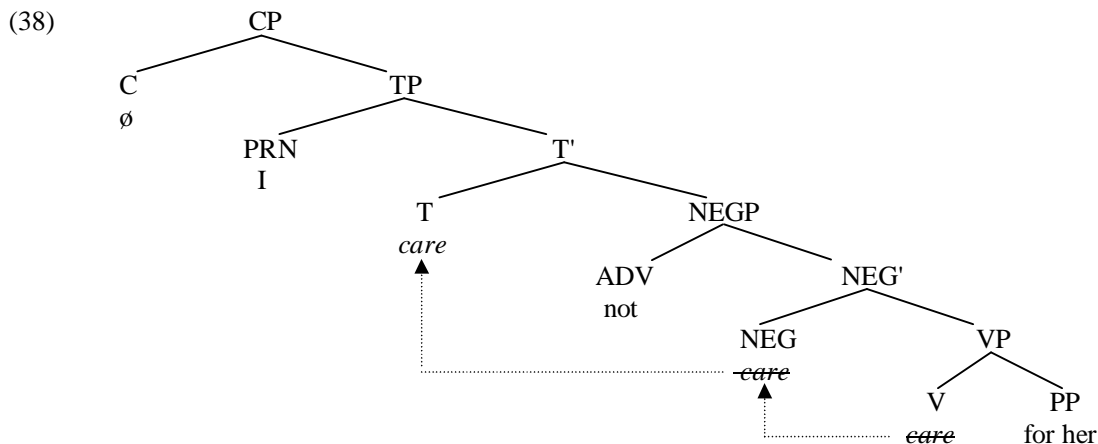 (38) CP
C TP
ø
PRN T'
I
T NEGP
care
ADV NEG'
not
NEG VP
care
V PP
care for her